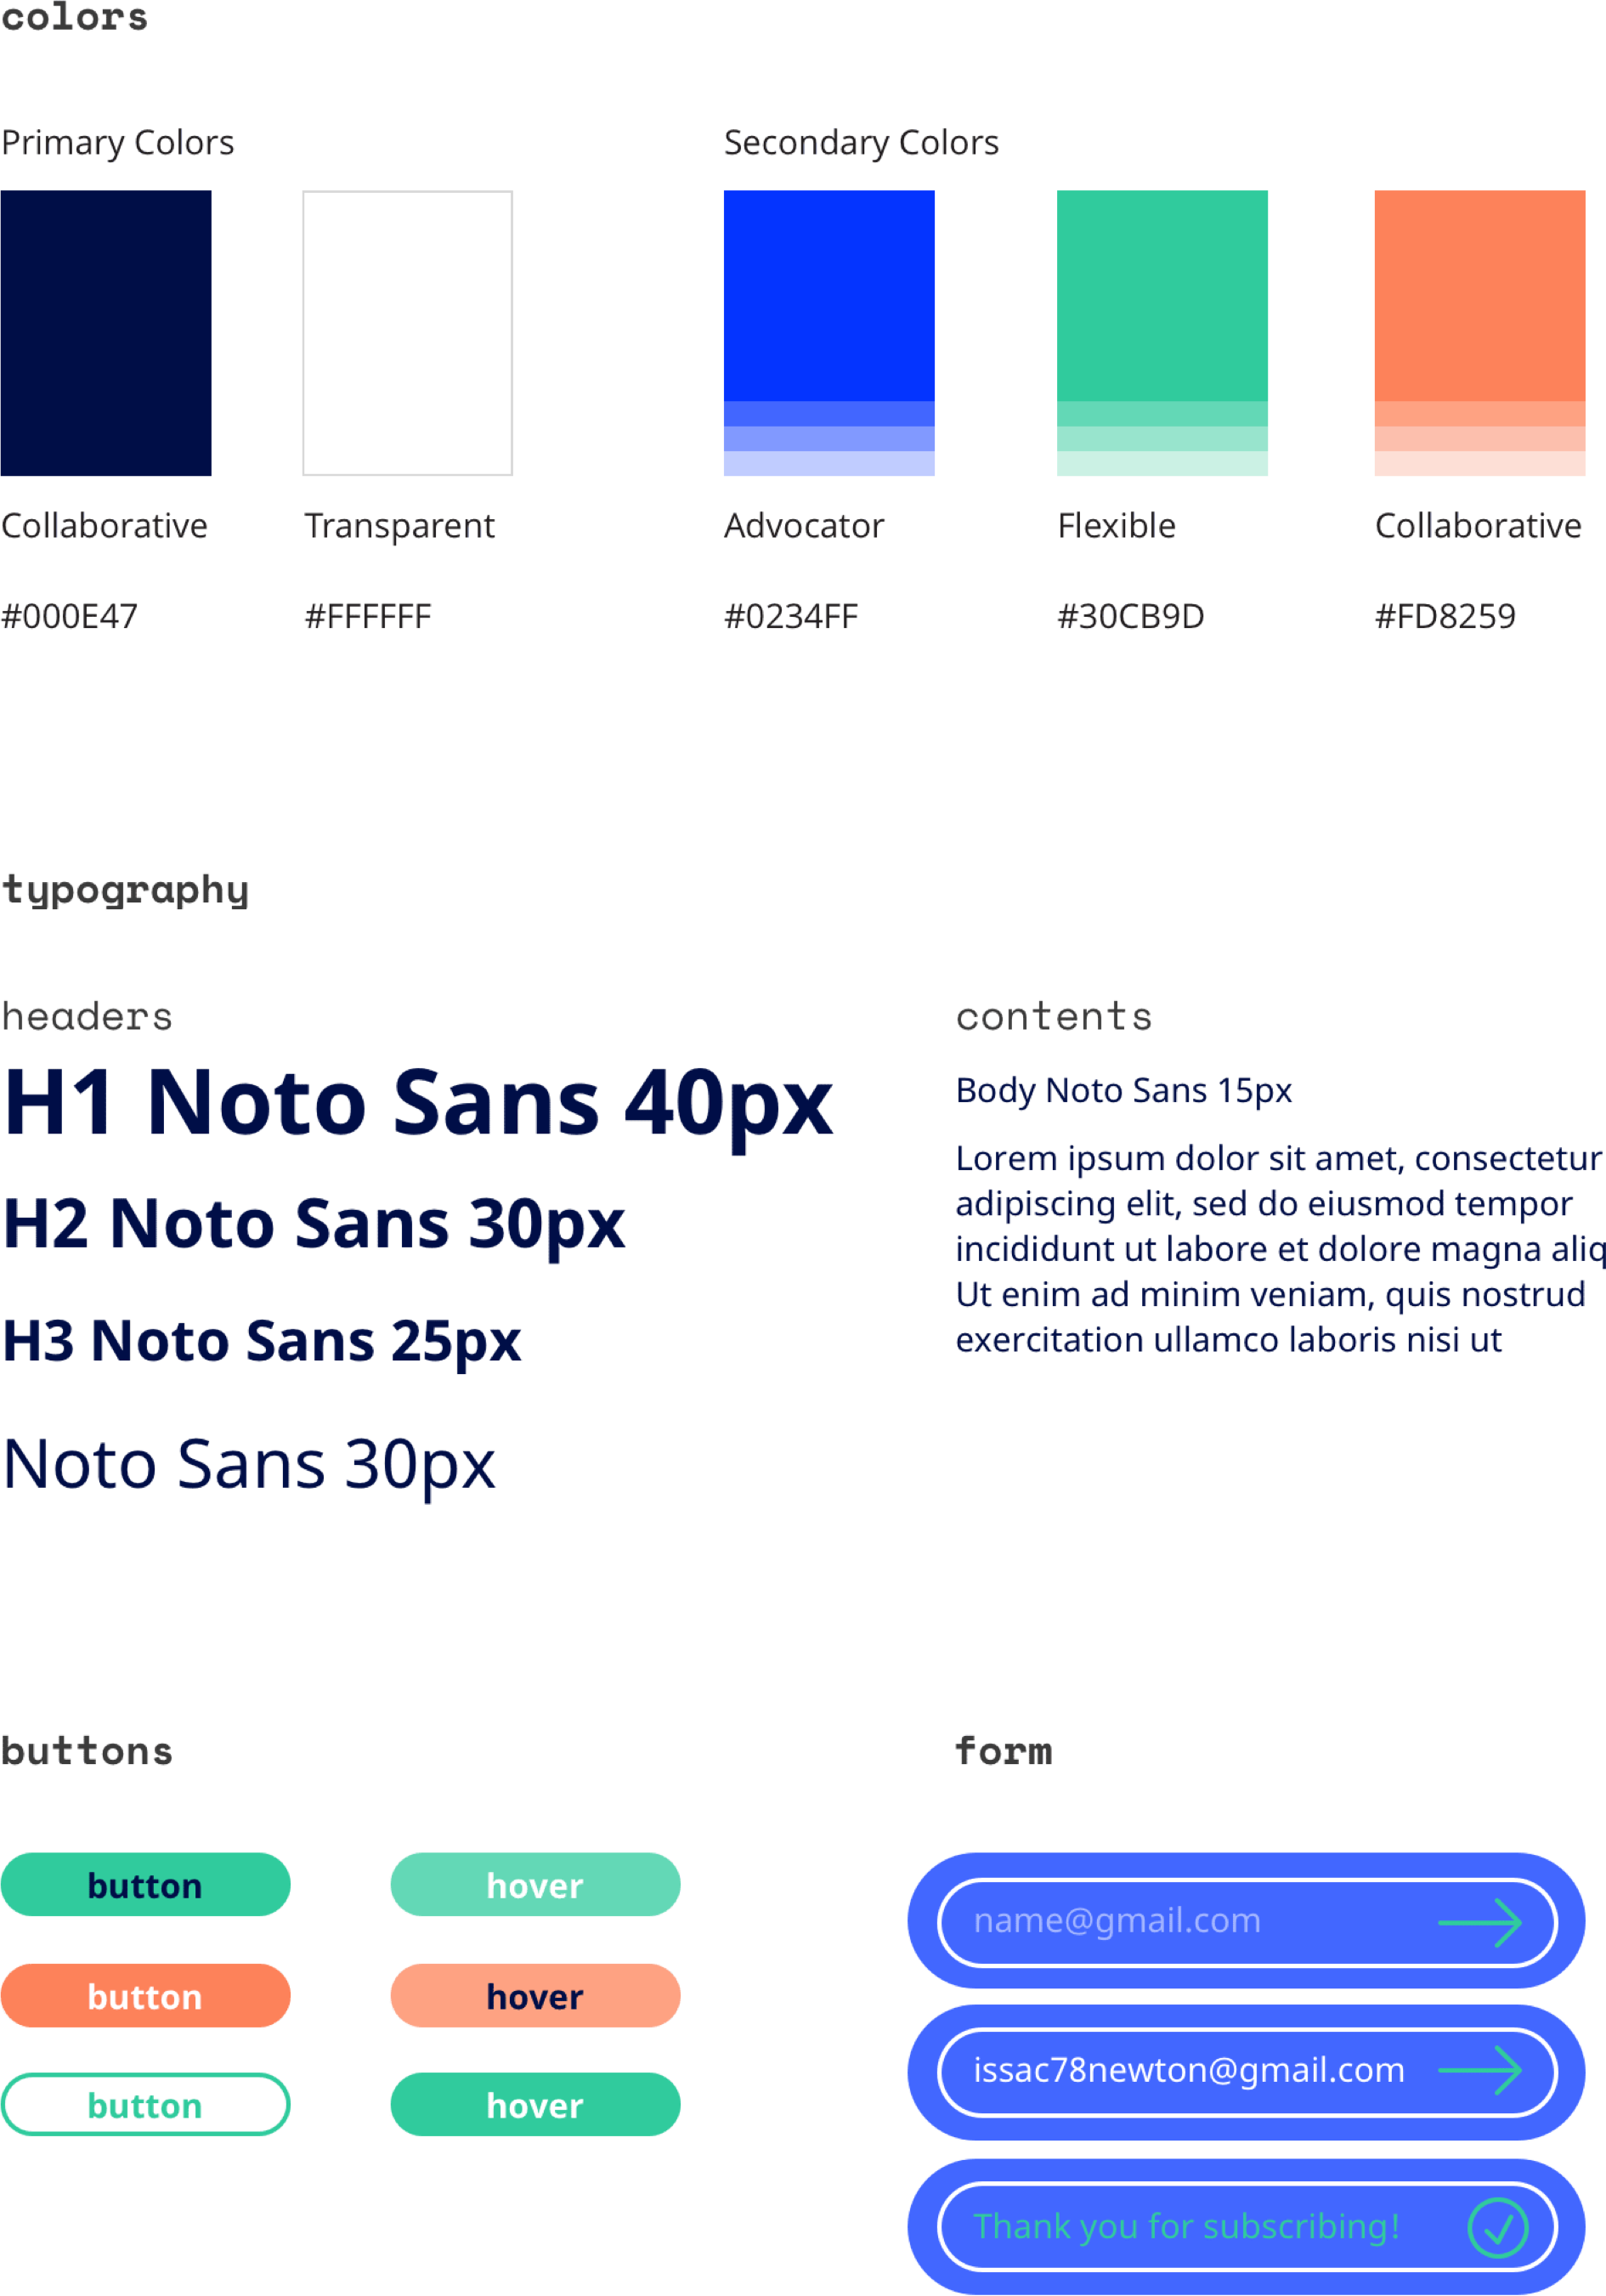 colors
Primary Colors
Secondary Colors
Collaborative
Transparent
Advocator
Flexible
Collaborative
#000E47
#FFFFFF
#0234FF
#30CB9D
#FD8259
typography
headers
H1 Noto Sans 40px
H2 Noto Sans 30px
H3 Noto Sans 25px
Noto Sans 30px
contents
Body Noto Sans 15px
Lorem ipsum dolor sit amet, consectetur
adipiscing elit, sed do eiusmod tempor
incididunt ut labore et dolore magna aliq
Ut enim ad minim veniam, quis nostrud
exercitation ullamco laboris nisi ut
buttons
button
hover
button
hover
button
hover
form
name@gmail.com
issac78newton@gmail.com
Thank you for subscribing!